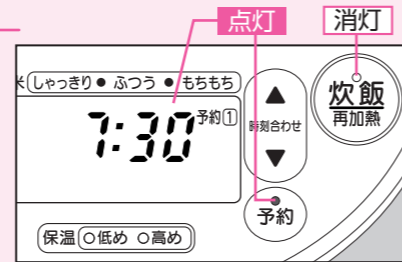 点灯
消灯
米 しゃっきり● ふつう ● もちもち
7:30
予約①
▲
時刻合わせ
▼
炊飯
再加熱
予約
保温 ○低め ○高め